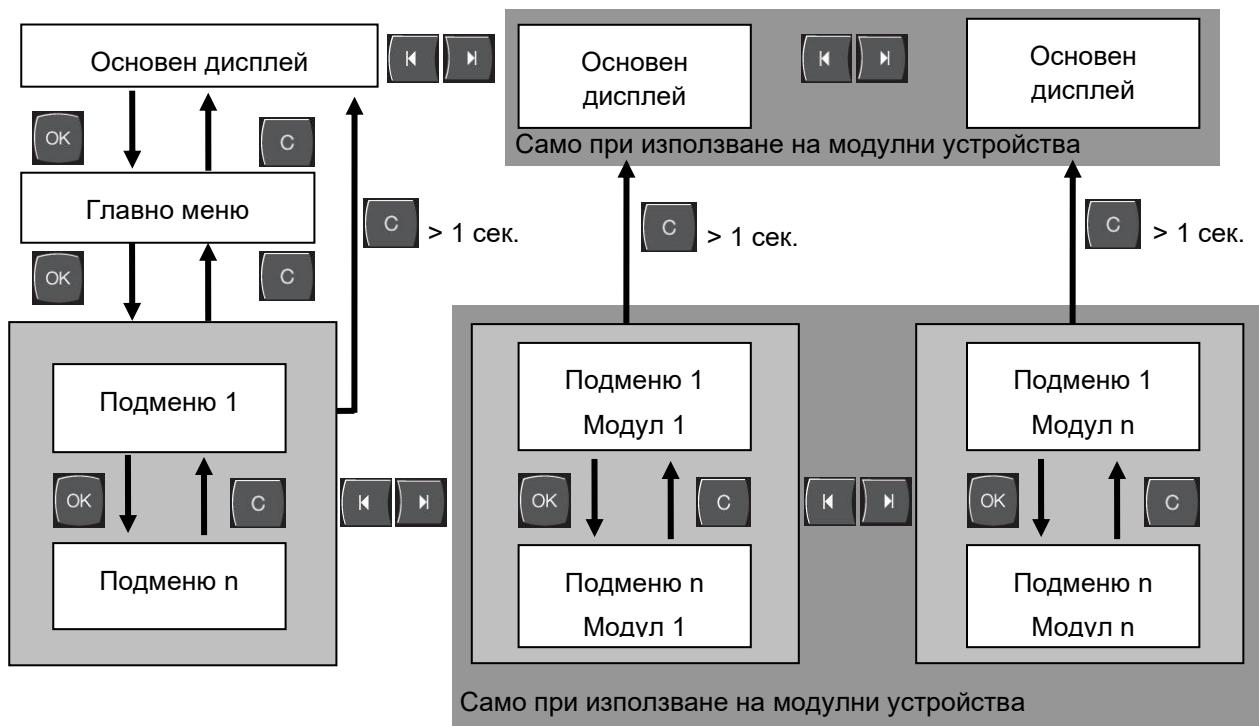 Основен дисплей
Основен
дисплей
Основен
дисплей
Само при използване на модулни устройства
OK
C
Главно меню
C > 1 сек.
C > 1 сек.
C > 1 сек.
OK
C
Подменю 1
Подменю 1
Модул 1
Подменю 1
Модул n
OK
C
OK
C
OK
C
Подменю n
Подменю n
Модул 1
Подменю n
Модул n
Само при използване на модулни устройства